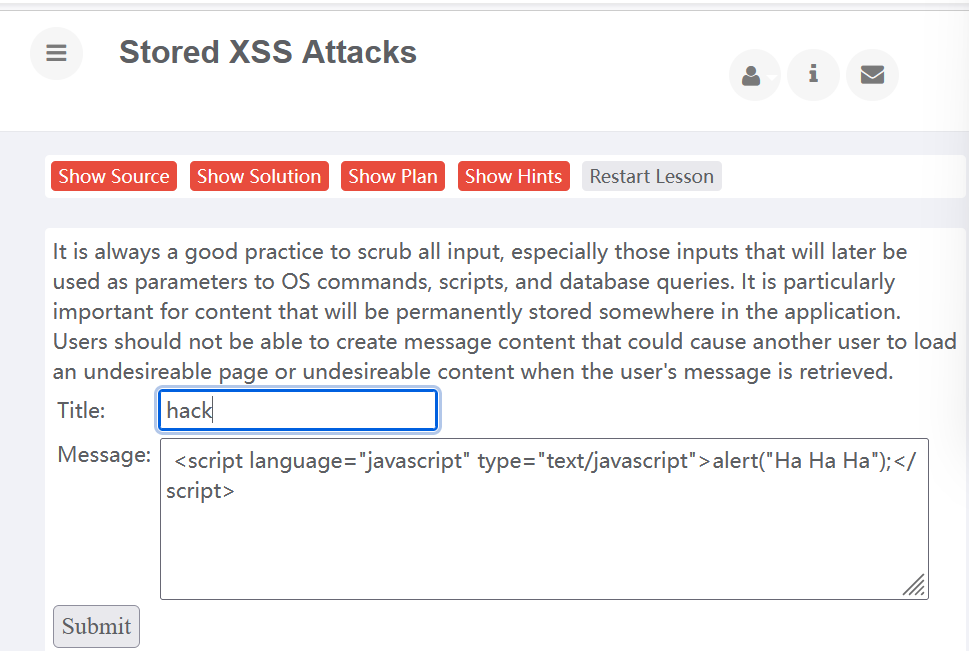 Stored XSS Attacks
Show Source Show Solution Show Plan Show Hints Restart Lesson
It is always a good practice to scrub all input, especially those inputs that will later be
used as parameters to OS commands, scripts, and database queries. It is particularly
important for content that will be permanently stored somewhere in the application.
Users should not be able to create message content that could cause another user to load
an undesireable page or undesireable content when the user's message is retrieved.
Title: hack
Message: <script language="javascript" type="text/javascript">alert("Ha Ha Ha");</
script>
Submit